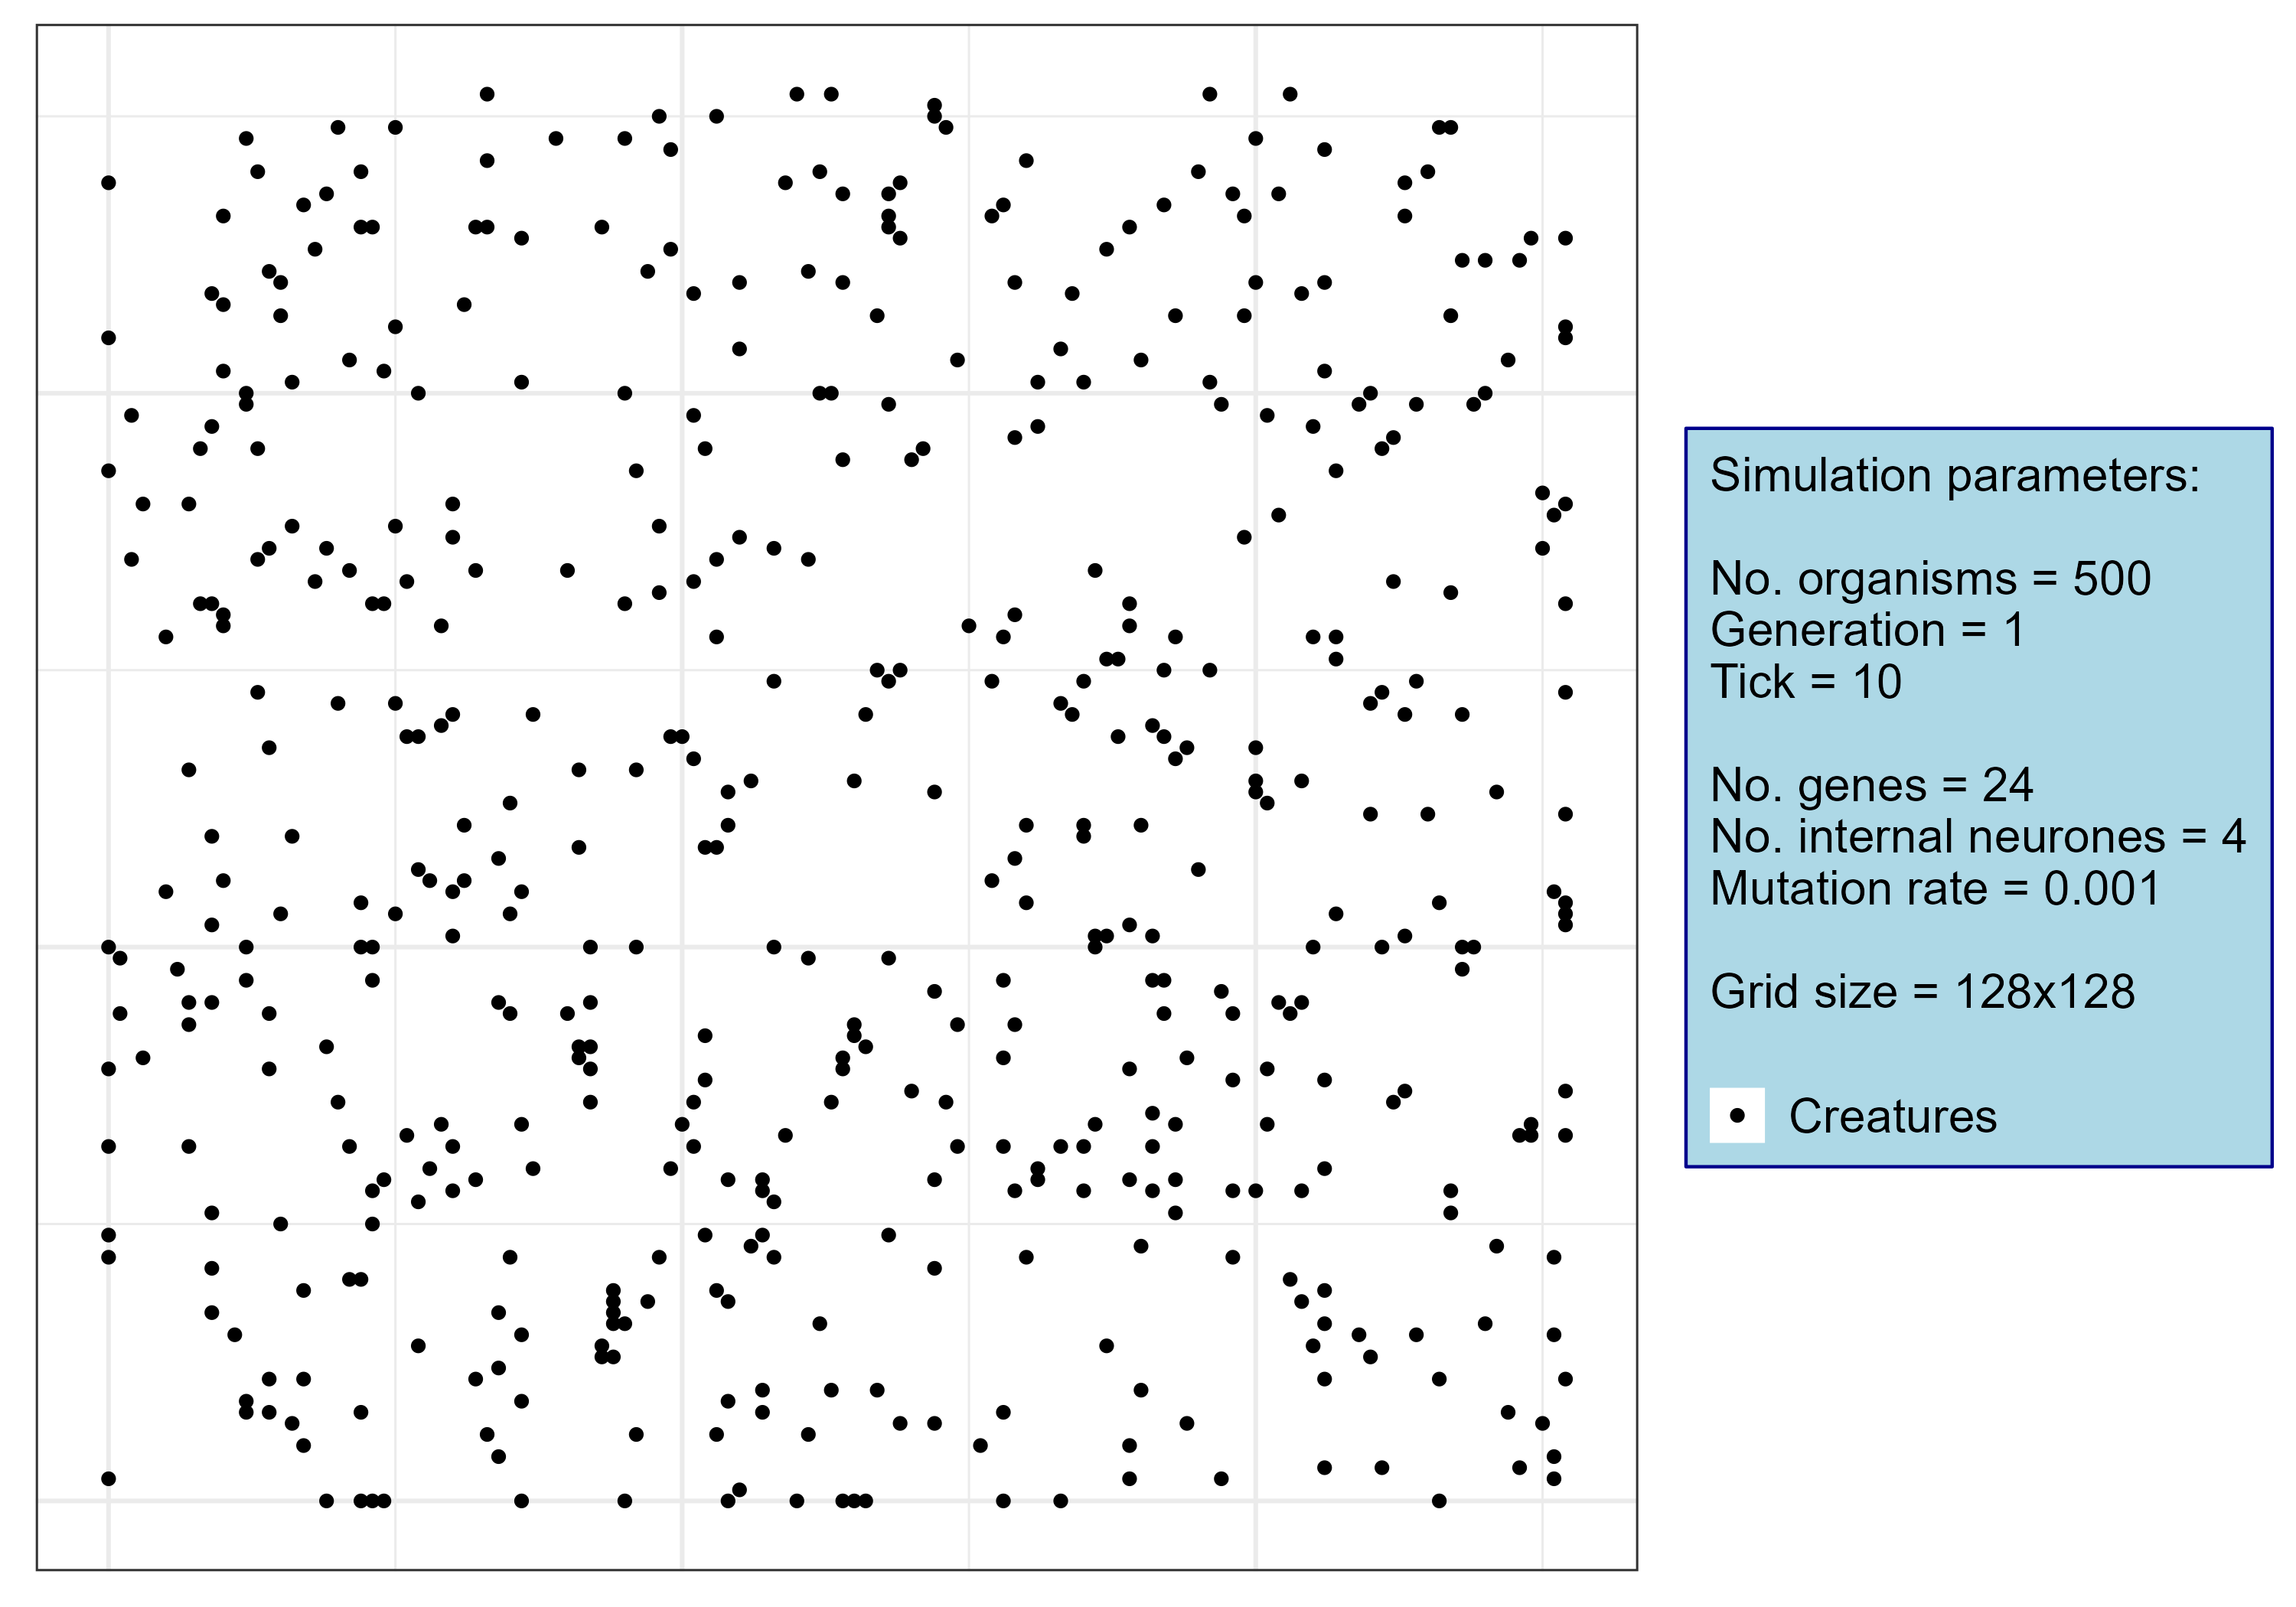 Simulation parameters:
No. organisms = 500
Generation = 1
Tick = 10
No. genes = 24
No. internal neurones = 4
Mutation rate = 0.001
Grid size = 128x128
Creatures